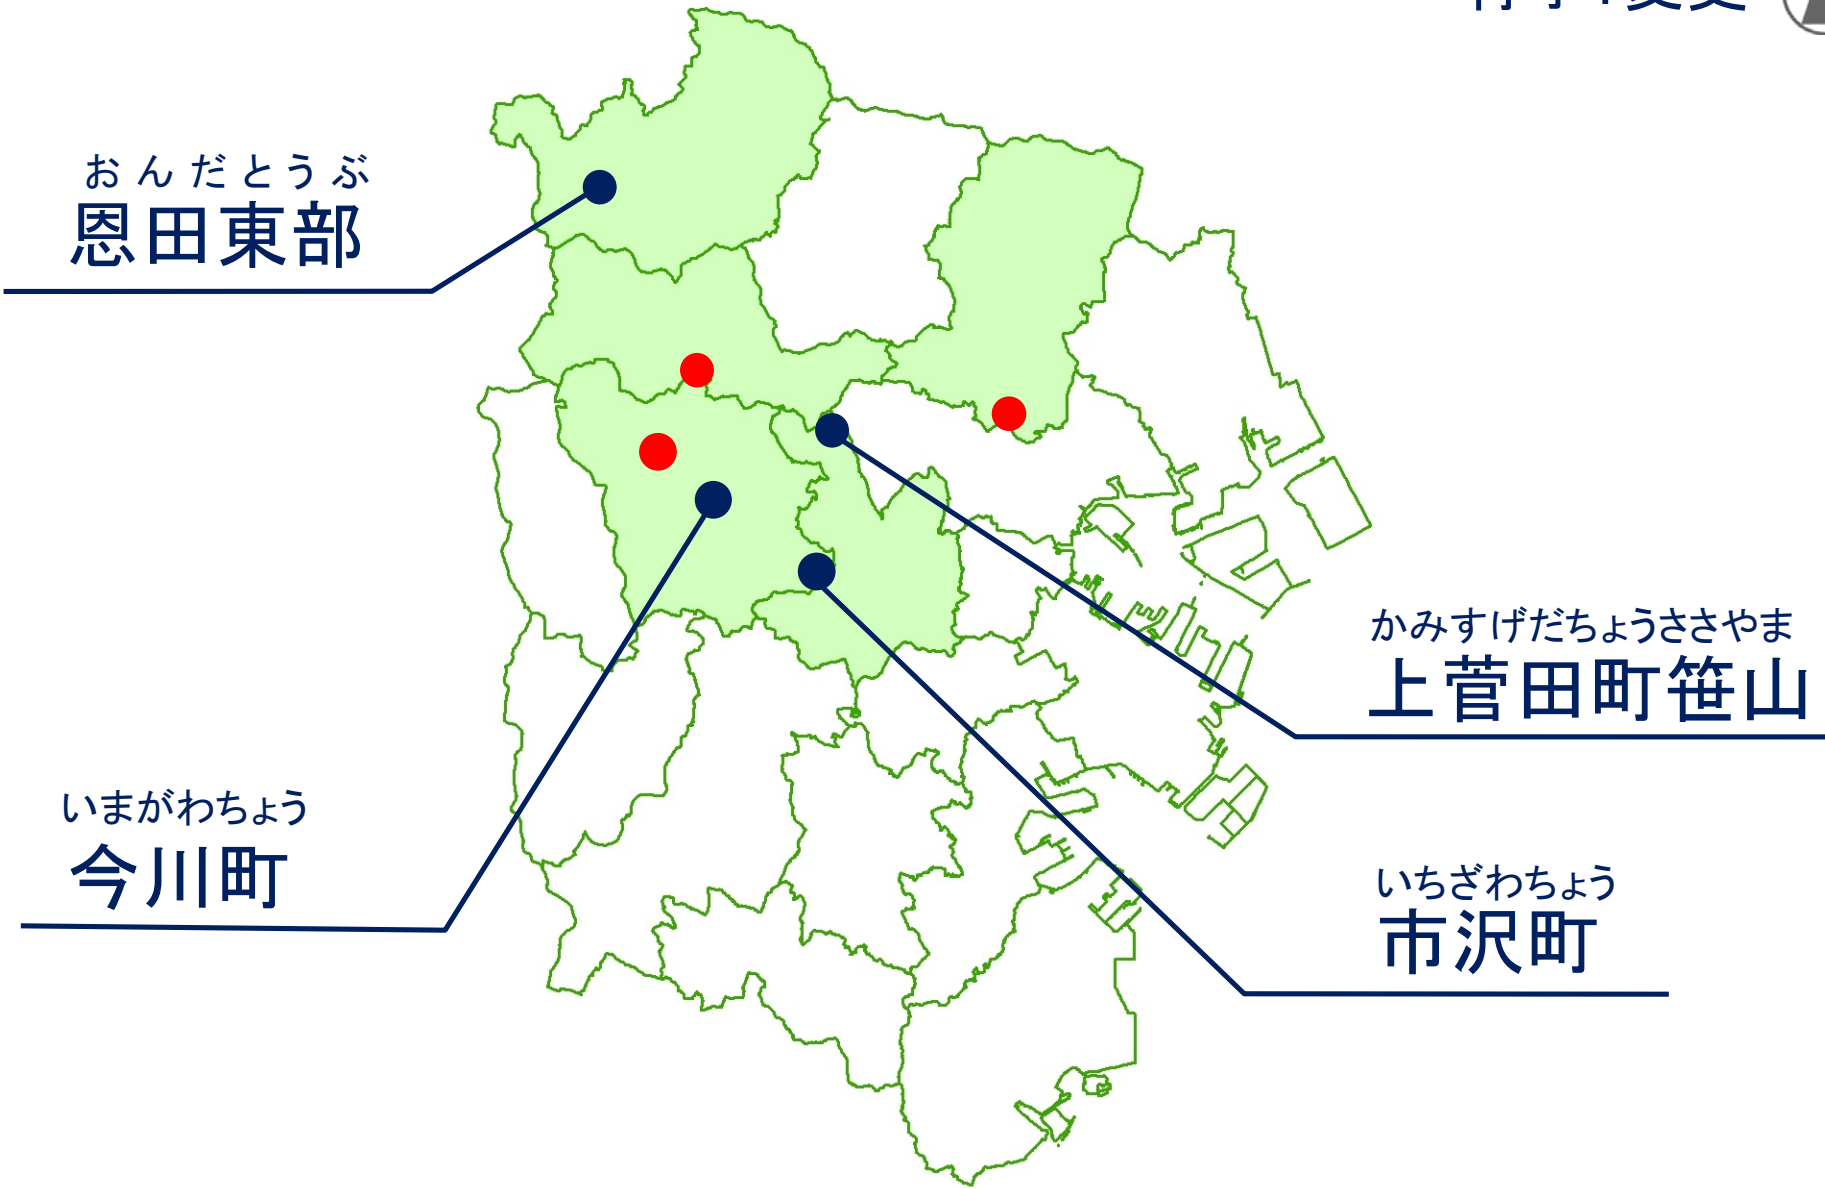 おんだとうぶ
恩田東部
かみすげだちょうささやま
上菅田町笹山
いまがわちょう
今川町
いちざわちょう
市沢町